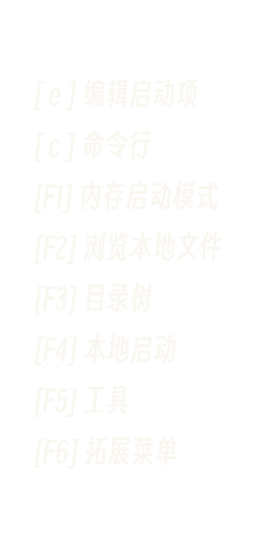 [ e ] 编辑启动项
[ c ] 命令行
[F1] 内存启动模式
[F2] 浏览本地文件
[F3] 目录树
[F4] 本地启动
[F5] 工具
[F6] 拓展菜单